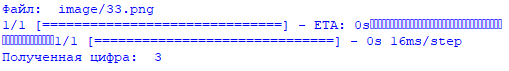 Файл:  image/33.png
1/1 [==============================] - ETA: 0s
1/1 [==============================] - 0s 16ms/step
Полученная цифра:  3